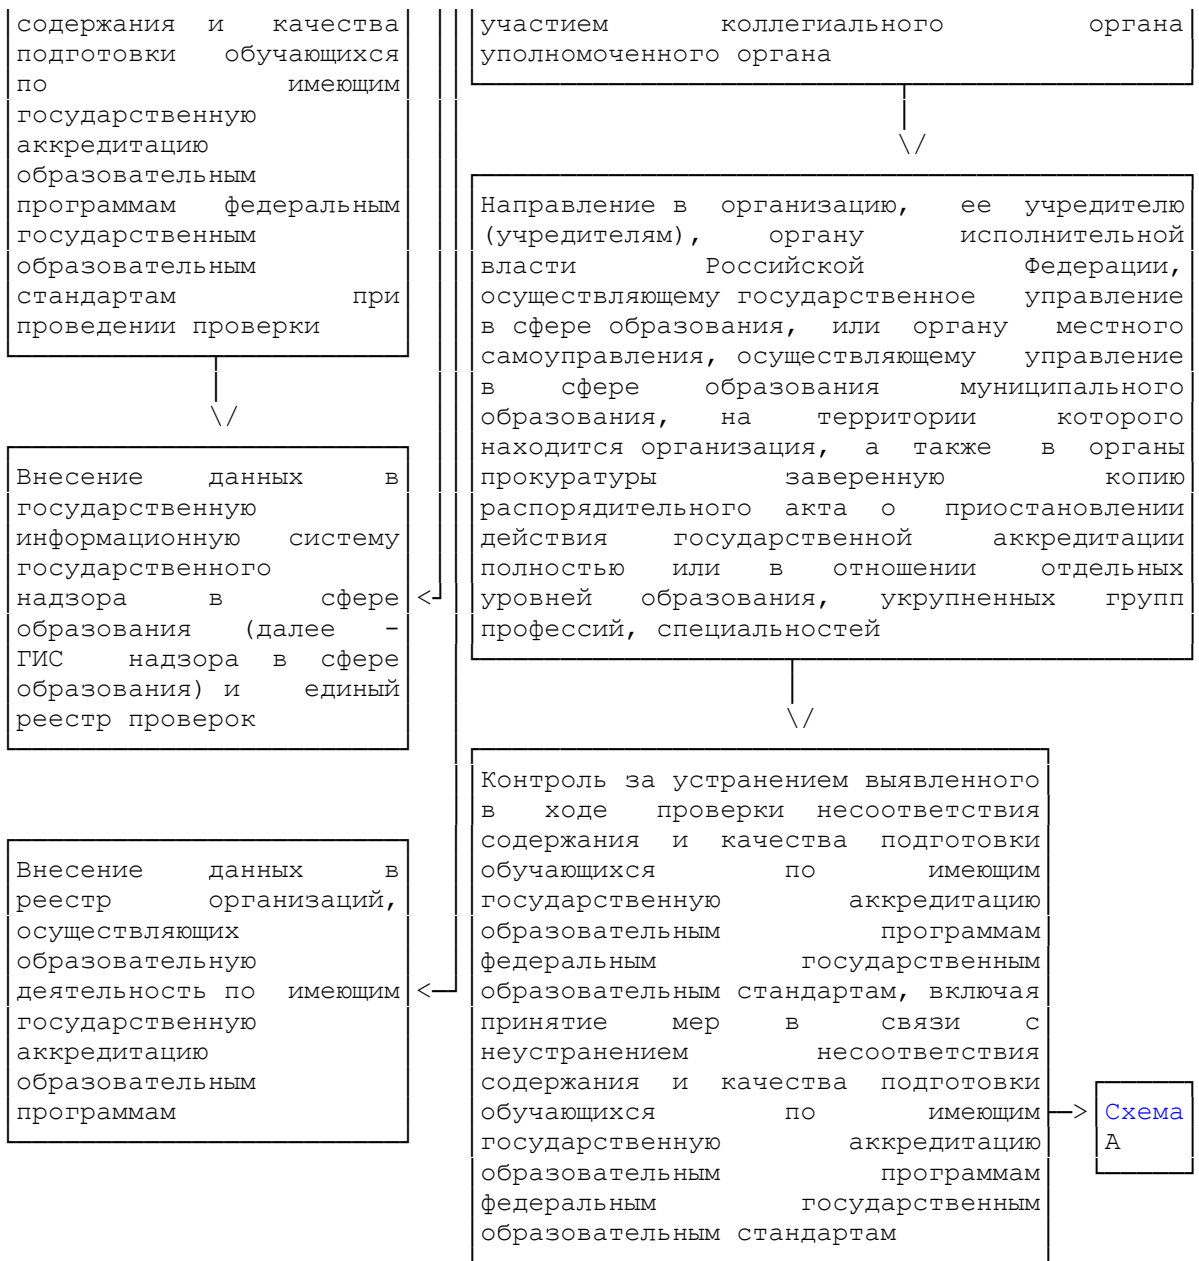 содержания и качества
подготовки обучающихся
по имеющим
государственную
аккредитацию
образовательным
программам федеральным
государственным
образовательным
стандартам при
проведении проверки
Внесение данных в
государственную
информационную систему
государственного
надзора в сфере
образования (далее -
ГИС надзора в сфере
образования) и единый
реестр проверок
Внесение данных в
реестр организаций,
осуществляющих
образовательную
деятельность по имеющим
государственную
аккредитацию
образовательным
программам
участием коллегиального органа
уполномоченного органа
Направление в организацию, ее учредителю
(учредителям), органу исполнительной
власти Российской Федерации,
осуществляющему государственное управление
в сфере образования, или органу местного
самоуправления, осуществляющему управление
в сфере образования муниципального
образования, на территории которого
находится организация, а также в органы
прокуратуры заверенную копию
распорядительного акта о приостановлении
действия государственной аккредитации
полностью или в отношении отдельных
уровней образования, укрупненных групп
профессий, специальностей
Контроль за устранением выявленного
в ходе проверки несоответствия
содержания и качества подготовки
обучающихся по имеющим
государственную аккредитацию
образовательным программам
федеральным государственным
образовательным стандартам, включая
принятие мер в связи с
неустранением несоответствия
содержания и качества подготовки
обучающихся по имеющим
государственную аккредитацию
образовательным программам
федеральным государственным
образовательным стандартам
Схема
А